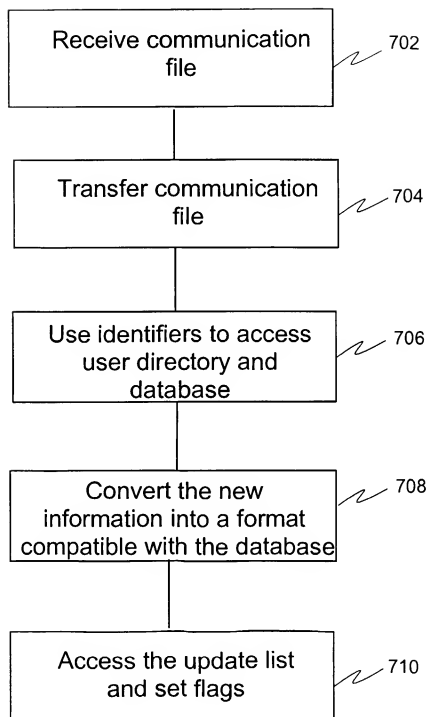 Receive communication
file
702
Transfer communication
file
704
Use identifiers to access
user directory and
database
706
Convert the new
information into a format
compatible with the database
708
Access the update list
and set flags
710